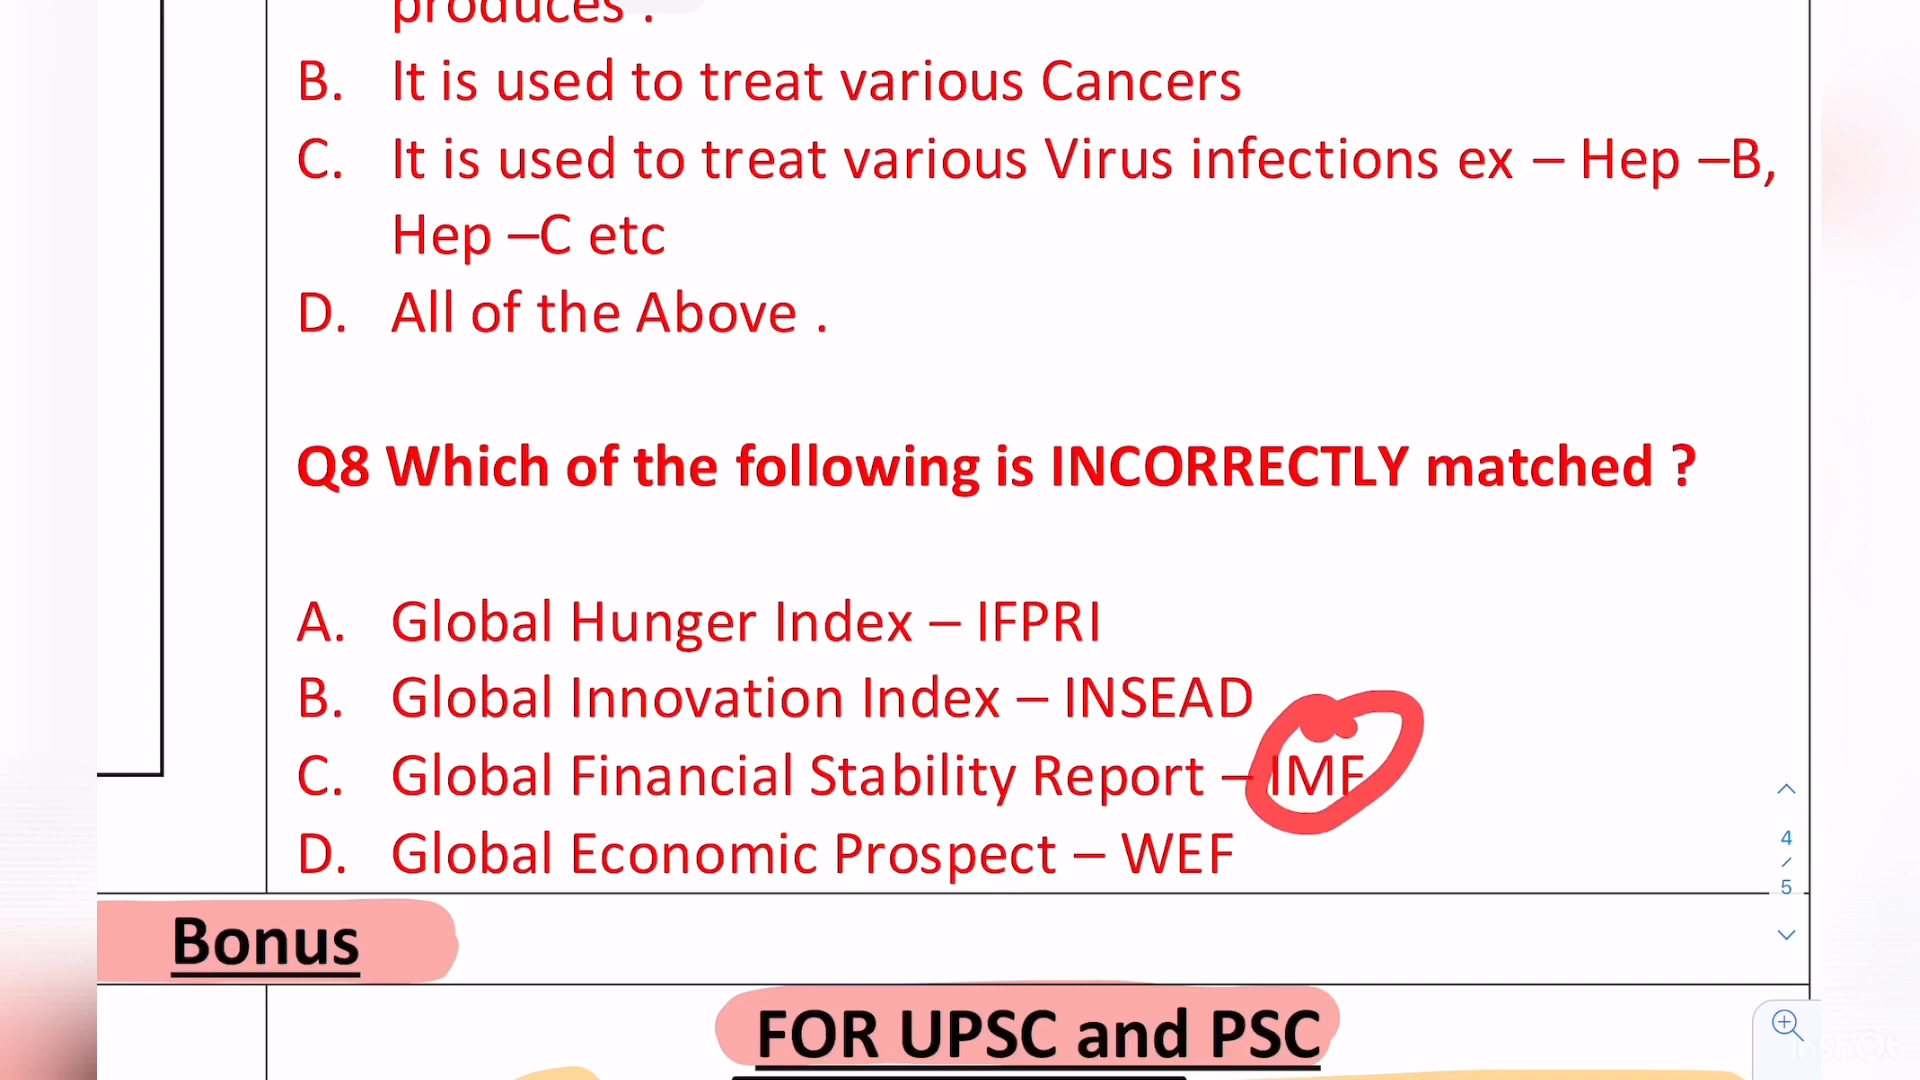 produces .
B. It is used to treat various Cancers
C. It is used to treat various Virus infections ex – Hep –B,
Hep –C etc
D. All of the Above .
Q8 Which of the following is INCORRECTLY matched ?
A. Global Hunger Index – IFPRI
B. Global Innovation Index – INSEAD
C. Global Financial Stability Report – IMF
D. Global Economic Prospect – WEF
4
/
5
Bonus
FOR UPSC and PSC
InShOt